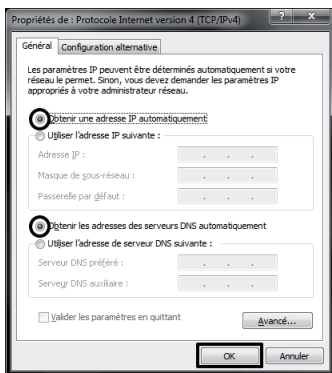 Propriétés de : Protocole Internet version 4 (TCP/IPv4)
Général
Configuration alternative
Les paramètres IP peuvent être déterminés automatiquement si votre
réseau le permet. Sinon, vous devez demander les paramètres IP
appropriés à votre administrateur réseau.
Obtenir une adresse IP automatiquement
Utiliser l'adresse IP suivante :
Adresse IP :
Masque de sous-réseau :
Passerelle par défaut :
Obtenir les adresses des serveurs DNS automatiquement
Utiliser l'adresse de serveur DNS suivante :
Serveur DNS préféré :
Serveur DNS auxiliaire :
Valider les paramètres en quittant
Avancé...
OK
Annuler